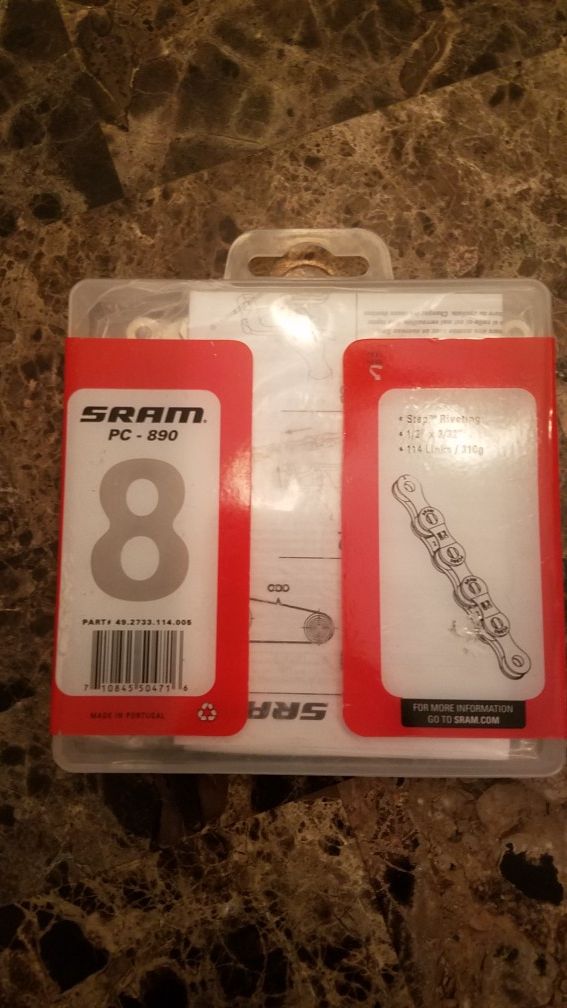 SRAM.
PC - 890
8
PART# 49.2733.114.005
7 10845 50471 6
MADE IN PORTUGAL
• Step™ Riveting
• 1/2" x 3/32"
• 114 Links / 310g
FOR MORE INFORMATION
GO TO SRAM.COM
SRA